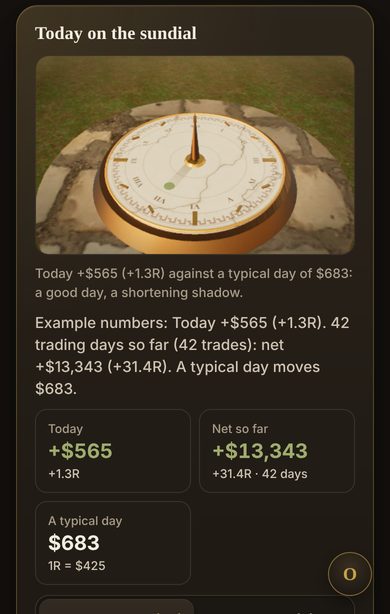 Today on the sundial
Today +$565 (+1.3R) against a typical day of $683:
a good day, a shortening shadow.
Example numbers: Today +$565 (+1.3R). 42
trading days so far (42 trades): net
+$13,343 (+31.4R). A typical day moves
$683.
Today
+$565
+1.3R
Net so far
+$13,343
+31.4R · 42 days
A typical day
$683
1R = $425
O